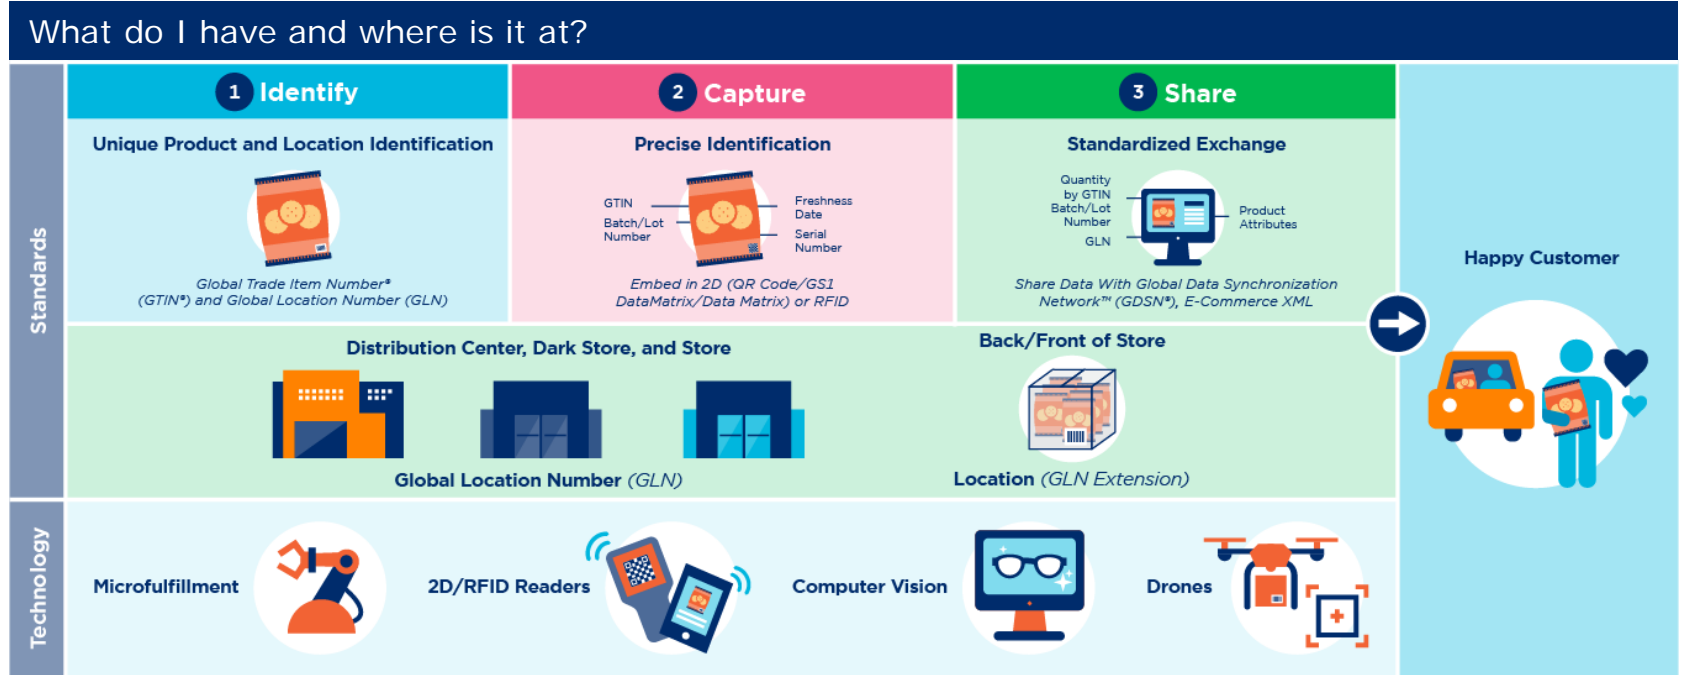 What do I have and where is it at?
Standards
1 Identify
Unique Product and Location Identification
Global Trade Item Number®
(GTIN®) and Global Location Number (GLN)
2 Capture
Precise Identification
GTIN
Batch/Lot
Number
Freshness
Date
Serial
Number
Embed in 2D (QR Code/GS1
DataMatrix/Data Matrix) or RFID
3 Share
Standardized Exchange
Quantity
by GTIN
Batch/Lot
Number
GLN
Product
Attributes
Share Data With Global Data Synchronization
Network™ (GDSN®), E-Commerce XML
Distribution Center, Dark Store, and Store
Global Location Number (GLN)
Back/Front of Store
Location (GLN Extension)
Happy Customer
Technology
Microfulfillment
2D/RFID Readers
Computer Vision
Drones